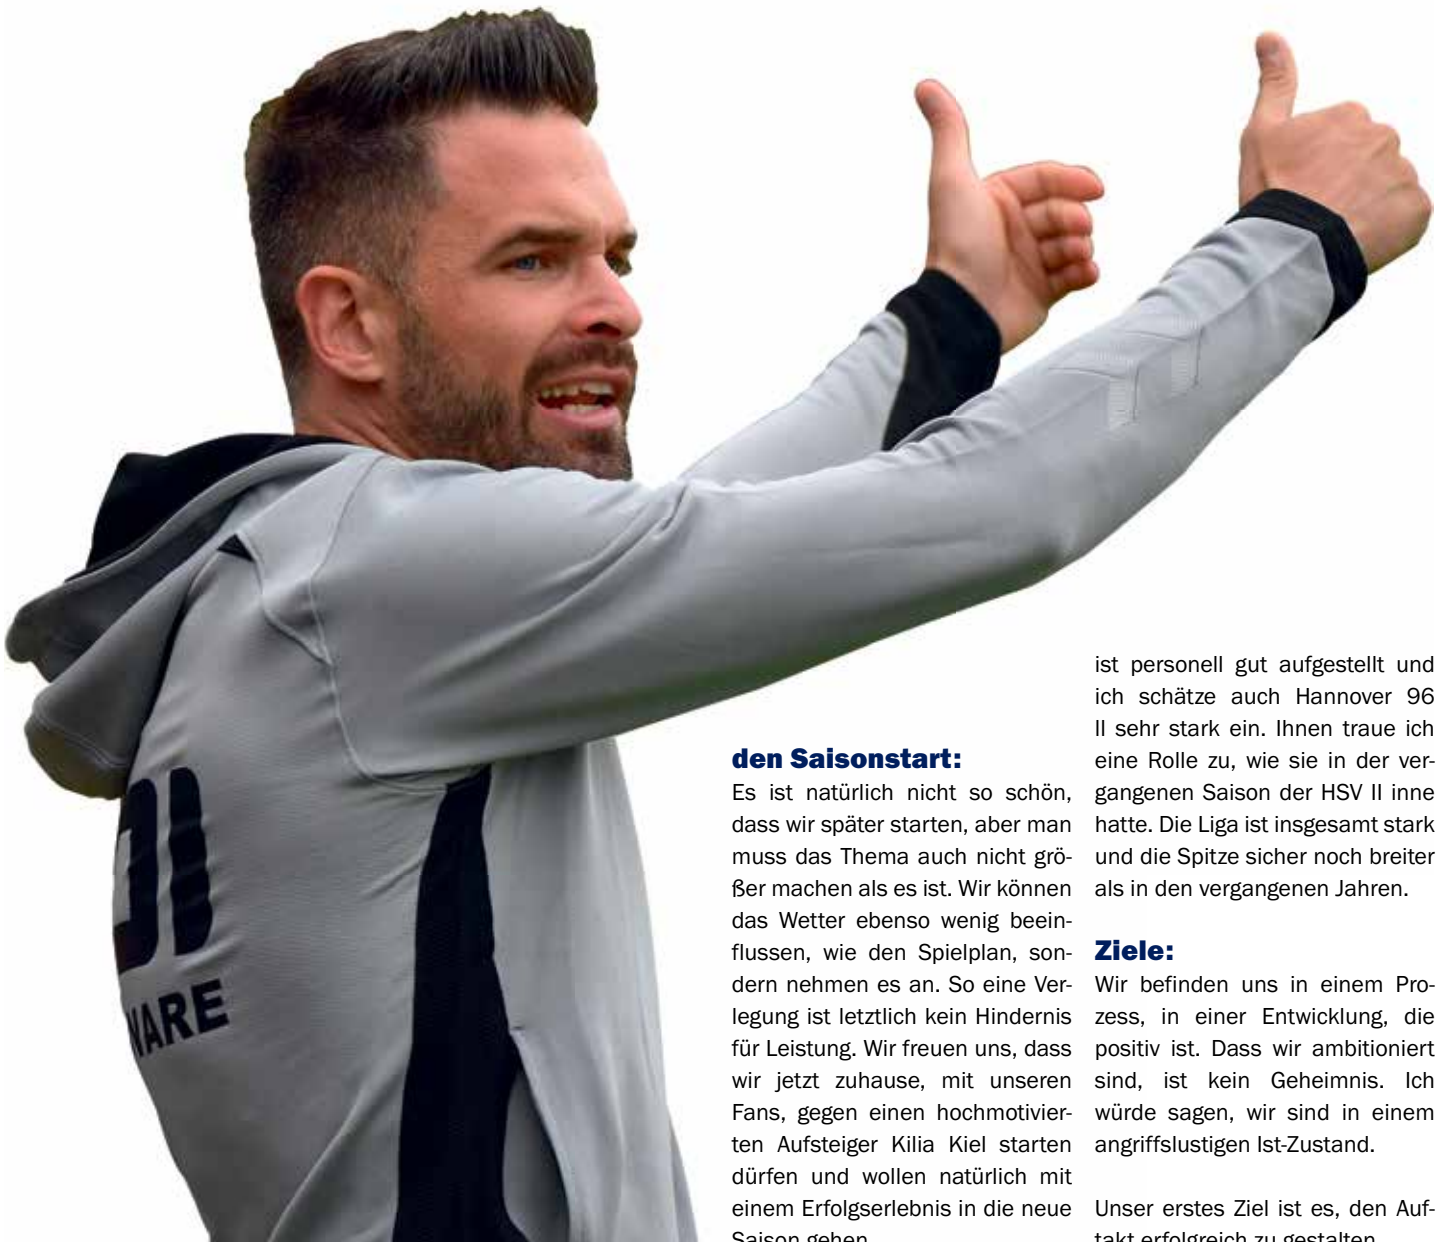 DI
WARE
den Saisonstart:
Es ist natürlich nicht so schön,
dass wir später starten, aber man
muss das Thema auch nicht grö-
ßer machen als es ist. Wir können
das Wetter ebenso wenig beein-
flussen, wie den Spielplan, son-
dern nehmen es an. So eine Ver-
legung ist letztlich kein Hindernis
für Leistung. Wir freuen uns, dass
wir jetzt zuhause, mit unseren
Fans, gegen einen hochmotivier-
ten Aufsteiger Kilia Kiel starten
dürfen und wollen natürlich mit
einem Erfolgserlebnis in die neue
Saison gehen.
ist personell gut aufgestellt und
ich schätze auch Hannover 96
II sehr stark ein. Ihnen traue ich
eine Rolle zu, wie sie in der ver-
gangenen Saison der HSV II inne
hatte. Die Liga ist insgesamt stark
und die Spitze sicher noch breiter
als in den vergangenen Jahren.
Ziele:
Wir befinden uns in einem Pro-
zess, in einer Entwicklung, die
positiv ist. Dass wir ambitioniert
sind, ist kein Geheimnis. Ich
würde sagen, wir sind in einem
angriffslustigen Ist-Zustand.
Unser erstes Ziel ist es, den Auf-
takt erfolgreich zu gestalten